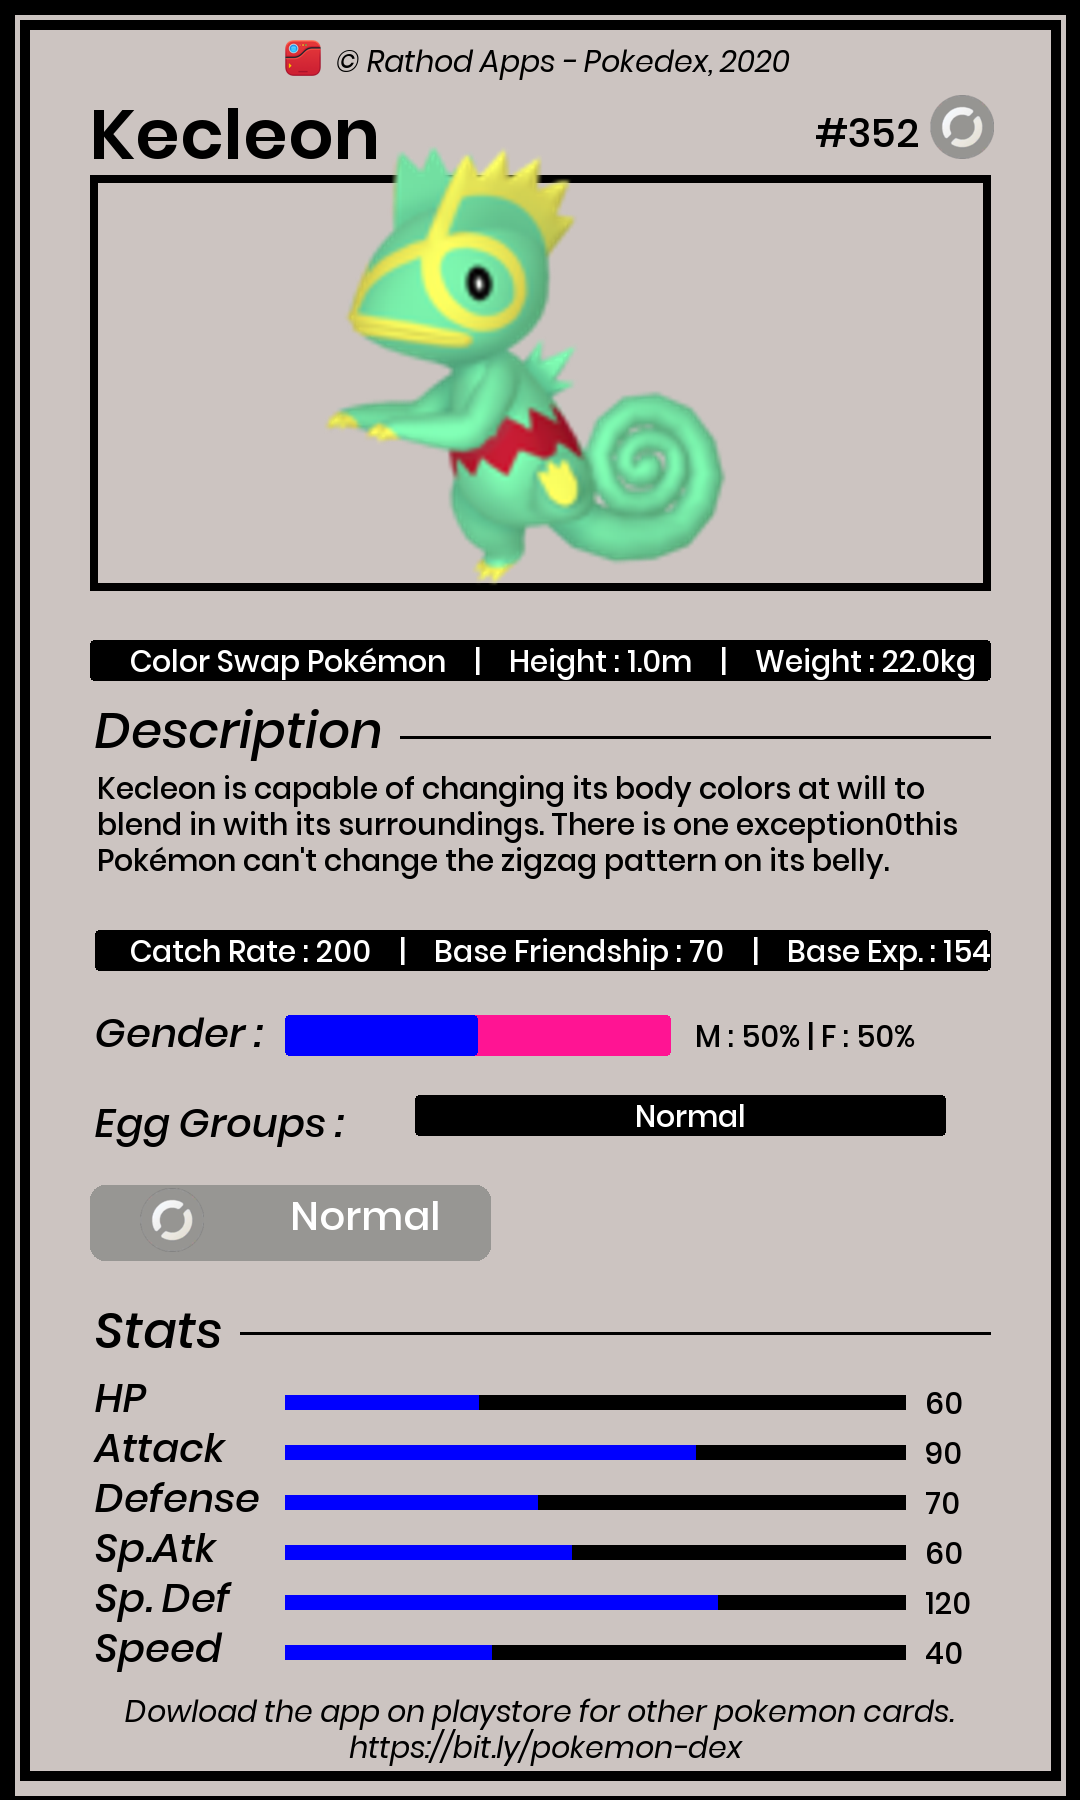 © Rathod Apps - Pokedex, 2020
Kecleon
#352
Color Swap Pokémon | Height : 1.0m | Weight : 22.0kg
Description
Kecleon is capable of changing its body colors at will to
blend in with its surroundings. There is one exception0this
Pokémon can't change the zigzag pattern on its belly.
Catch Rate : 200 | Base Friendship : 70 | Base Exp. : 154
Gender : M : 50% | F : 50%
Egg Groups : Normal
Normal
Stats
HP 60
Attack 90
Defense 70
Sp.Atk 60
Sp. Def 120
Speed 40
Dowload the app on playstore for other pokemon cards.
https://bit.ly/pokemon-dex